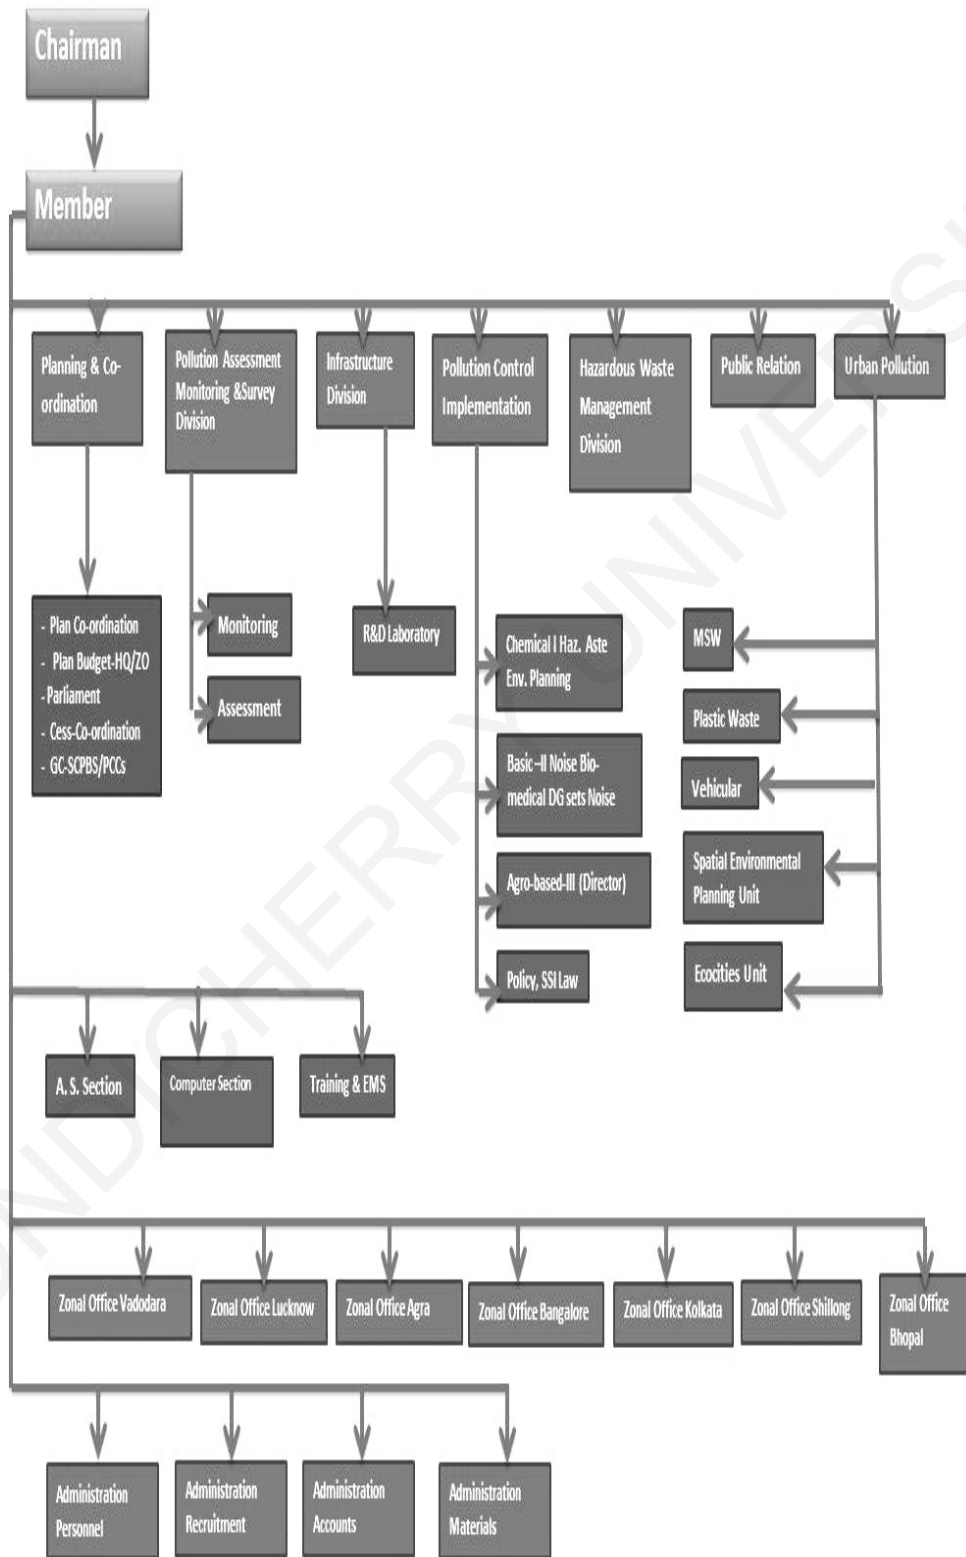 Chairman
Member
Planning & Co-
ordination
Pollution Assessment
Monitoring &Survey
Division
Infrastructure
Division
Pollution Control
Implementation
Hazardous Waste
Management
Division
Public Relation
Urban Pollution
- Plan Co-ordination
- Plan Budget-HQ/ZO
- Parliament
- Cess-Co-ordination
- GC-SCPBS/PCCs
Monitoring
Assessment
R&D Laboratory
Chemical I Haz. Aste
Env. Planning
Basic –II Noise Bio-
medical DG sets Noise
Agro-based-III (Director)
Policy, SSI Law
MSW
Plastic Waste
Vehicular
Spatial Environmental
Planning Unit
Ecocities Unit
A. S. Section
Computer Section
Training & EMS
Zonal Office Vadodara
Zonal Office Lucknow
Zonal Office Agra
Zonal Office Bangalore
Zonal Office Kolkata
Zonal Office Shillong
Zonal Office
Bhopal
Administration
Personnel
Administration
Recruitment
Administration
Accounts
Administration
Materials